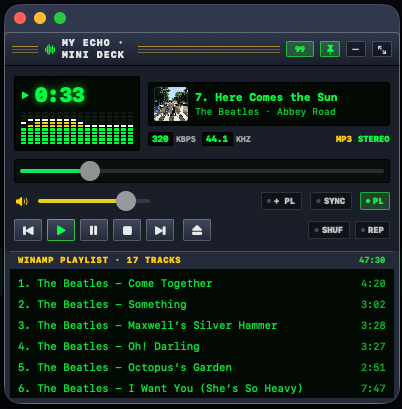 MY ECHO ·
MINI DECK
99
0:33
7. Here Comes the Sun
The Beatles · Abbey Road
320 KBPS 44.1 KHZ MP3 STEREO
+ PL SYNC PL
SHUF REP
WINAMP PLAYLIST · 17 TRACKS 47:30
1. The Beatles — Come Together 4:20
2. The Beatles — Something 3:02
3. The Beatles — Maxwell's Silver Hammer 3:28
4. The Beatles — Oh! Darling 3:27
5. The Beatles — Octopus's Garden 2:51
6. The Beatles — I Want You (She's So Heavy) 7:47